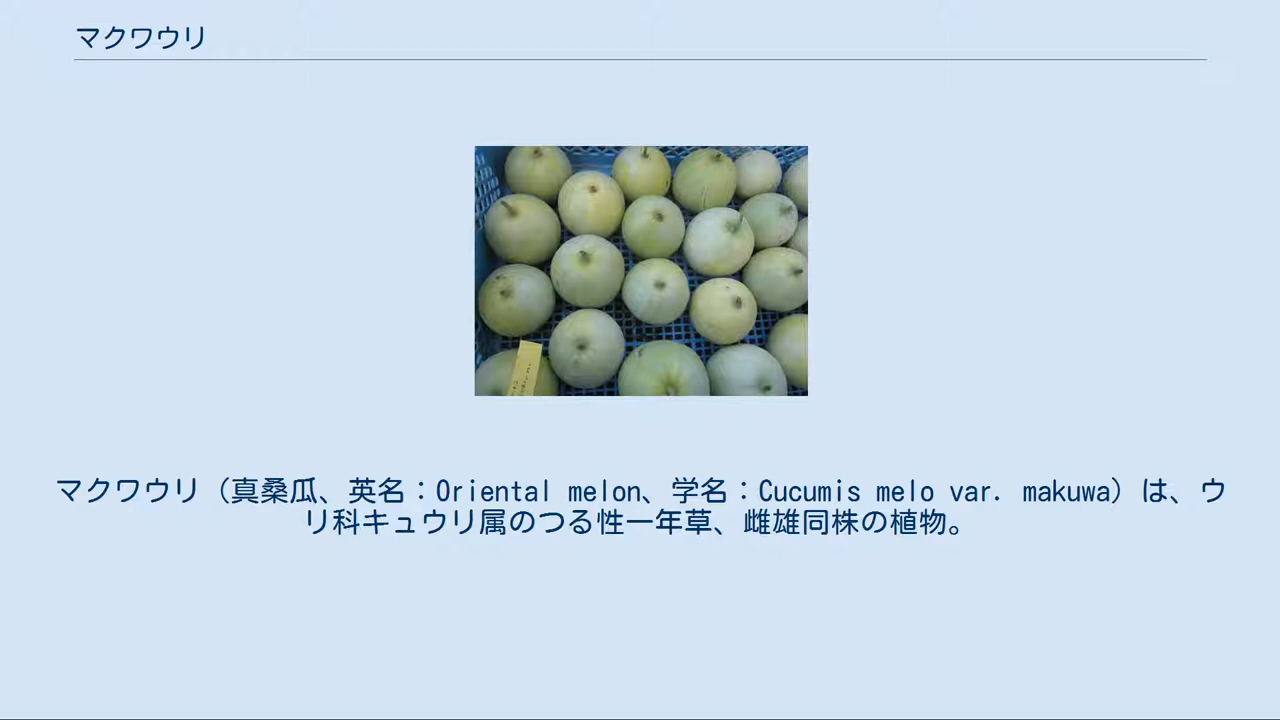 マクワウリ
マクワウリ（真桑瓜、英名：Oriental melon、学名：Cucumis melo var. makuwa）は、ウ
リ科キュウリ属のつる性一年草、雌雄同株の植物。